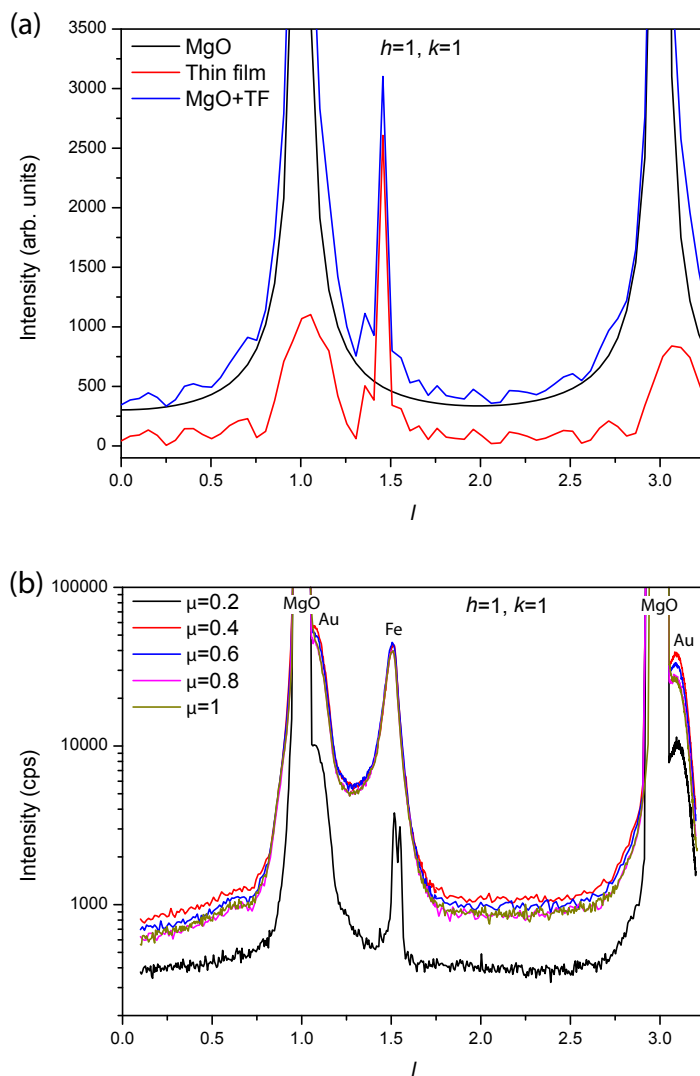 (a)
h=1, k=1
MgO
Thin film
MgO+TF
3500
3000
2500
2000
1500
1000
500
0
Intensity (arb. units)
0.0 0.5 1.0 1.5 2.0 2.5 3.0
l
(b)
h=1, k=1
μ=0.2
μ=0.4
μ=0.6
μ=0.8
μ=1
MgO
Au
Fe
MgO
Au
100000
10000
1000
Intensity (cps)
0.0 0.5 1.0 1.5 2.0 2.5 3.0
l